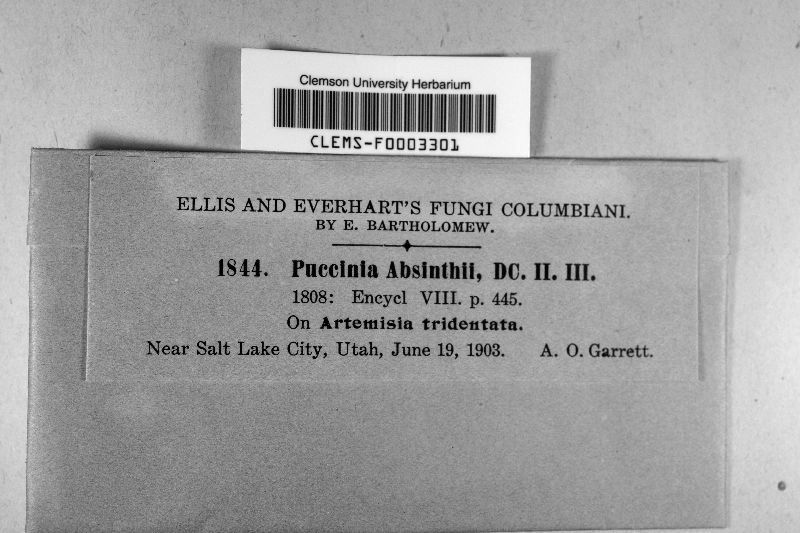 Clemson University Herbarium
CLEMS-F0003301
ELLIS AND EVERHART'S FUNGI COLUMBIANI.
BY E. BARTHOLOMEW.
1844. Puccinia Absinthii, DC. II. III.
1808: Encycl VIII. p. 445.
On Artemisia tridentata.
Near Salt Lake City, Utah, June 19, 1903. A. O. Garrett.